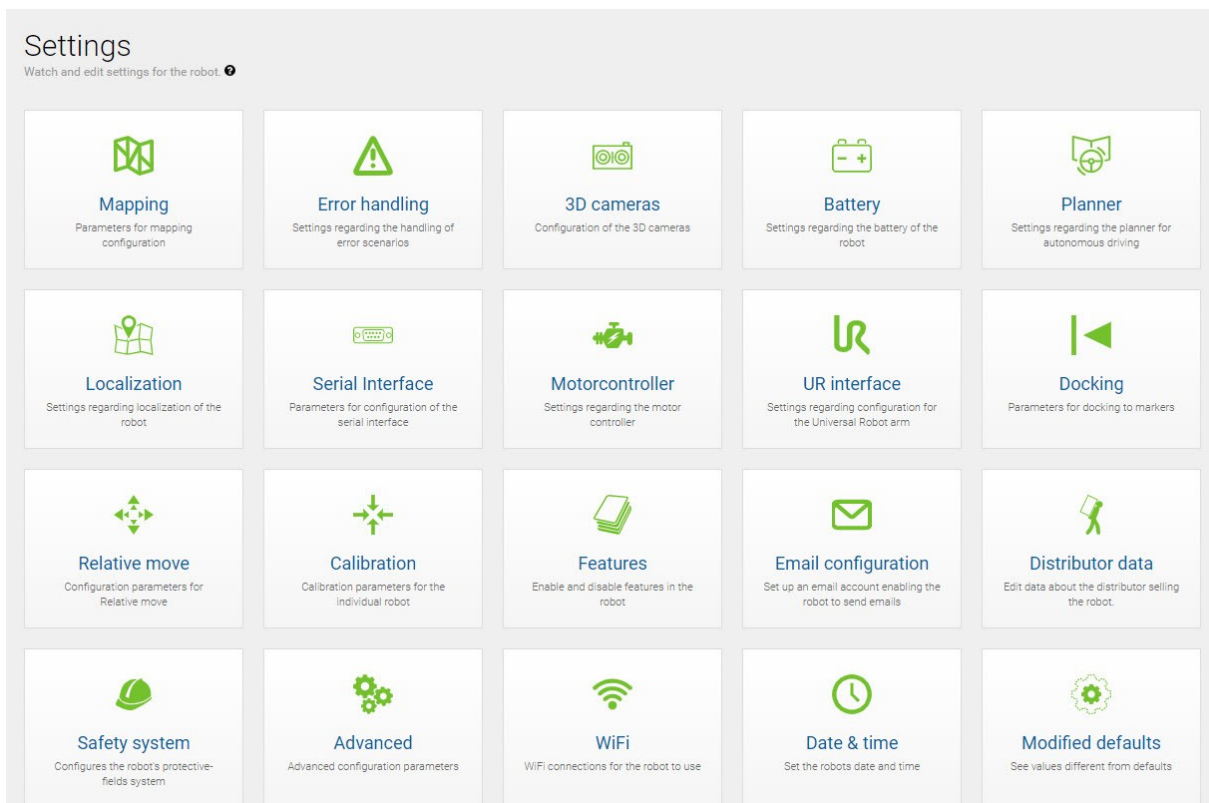 Settings
Watch and edit settings for the robot. ?
Mapping
Parameters for mapping
configuration
Error handling
Settings regarding the handling of
error scenarios
3D cameras
Configuration of the 3D cameras
Battery
Settings regarding the battery of the
robot
Planner
Settings regarding the planner for
autonomous driving
Localization
Settings regarding localization of the
robot
Serial Interface
Parameters for configuration of the
serial interface
Motorcontroller
Settings regarding the motor
controller
UR
UR interface
Settings regarding configuration for
the Universal Robot arm
Docking
Parameters for docking to markers
Relative move
Configuration parameters for
Relative move
Calibration
Calibration parameters for the
individual robot
Features
Enable and disable features in the
robot
Email configuration
Set up an email account enabling the
robot to send emails
Distributor data
Edit data about the distributor selling
the robot.
Safety system
Configures the robot's protective-
fields system
Advanced
Advanced configuration parameters
WiFi
WiFi connections for the robot to use
Date & time
Set the robots date and time
Modified defaults
See values different from defaults